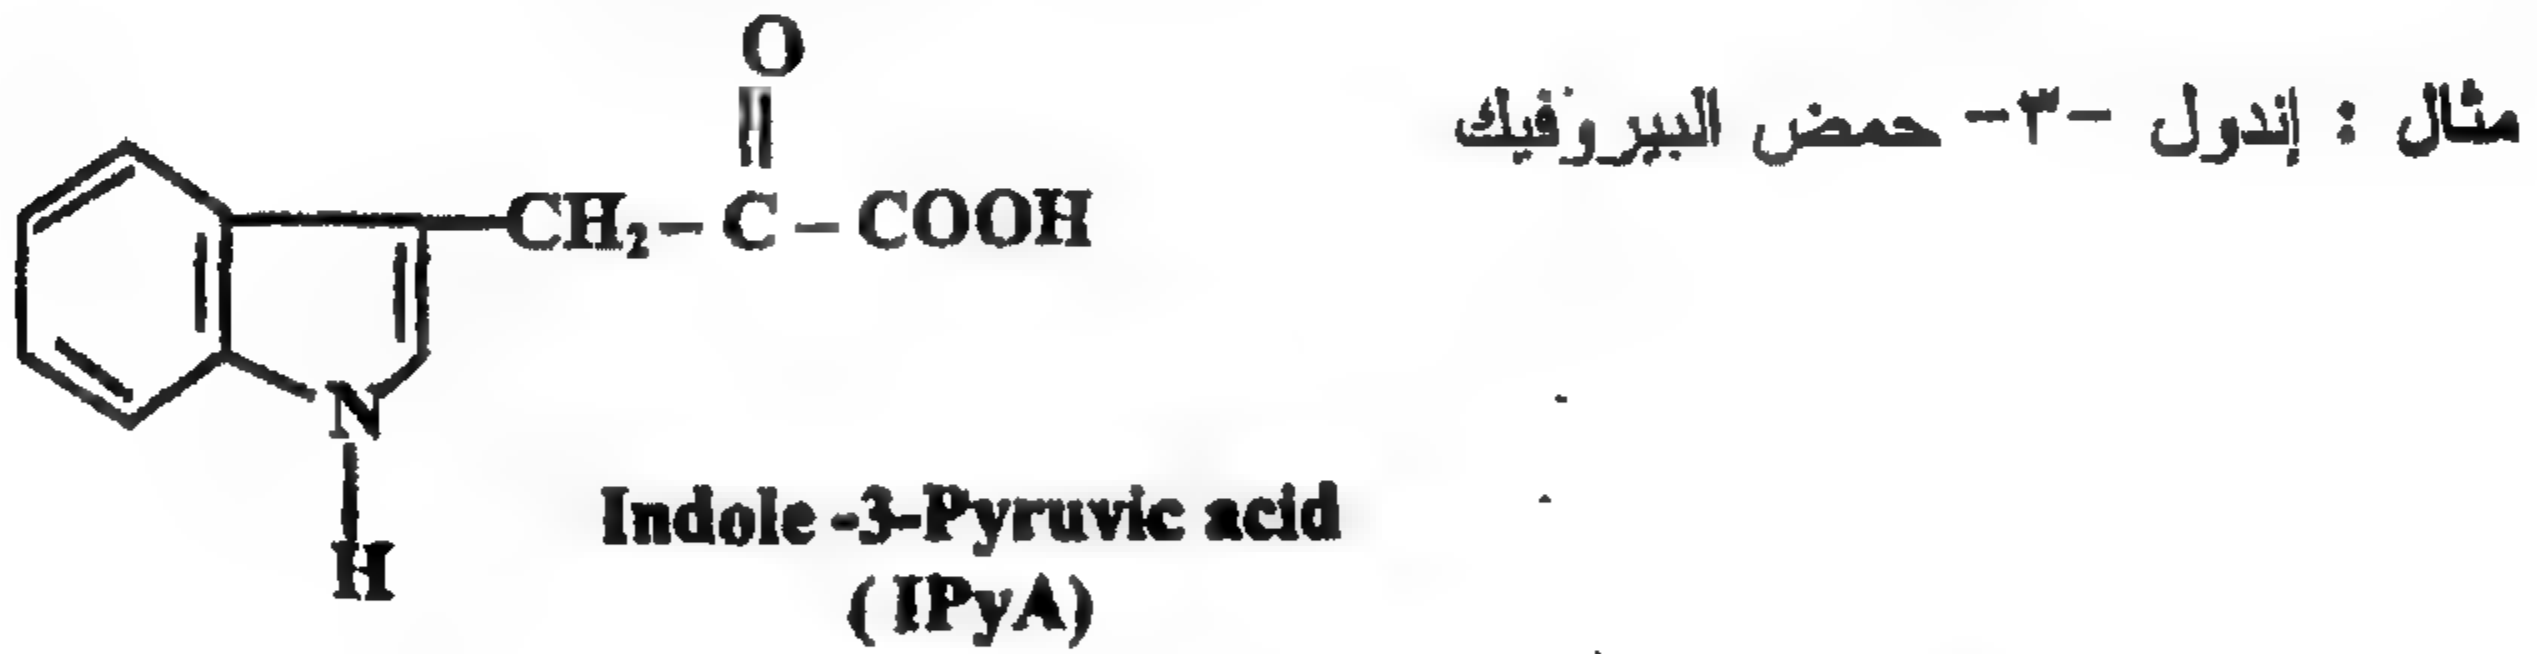 مثال : إندول -٣- حمض البيروفيك
O
CH₂-C-COOH
N
H
Indole -3-Pyruvic acid
( IPyA)